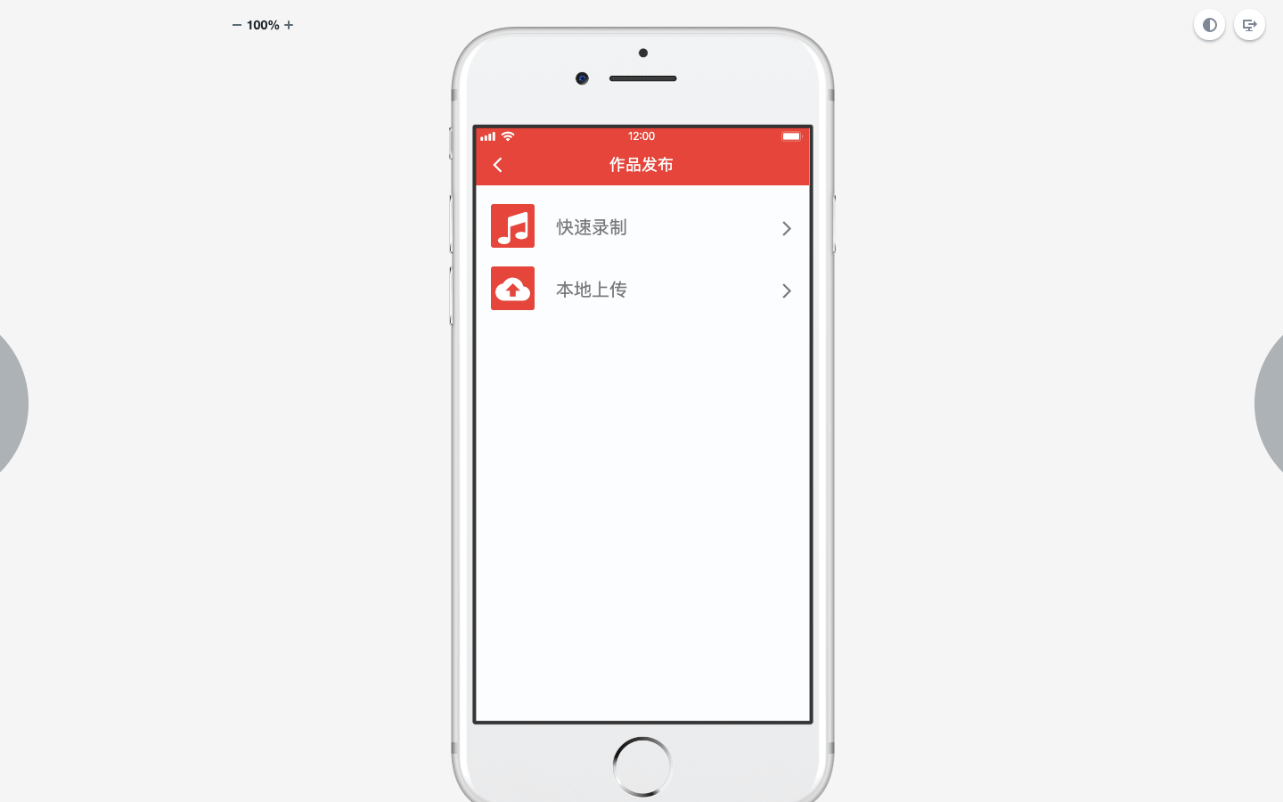 − 100% +
12:00
作品发布
快速录制
本地上传